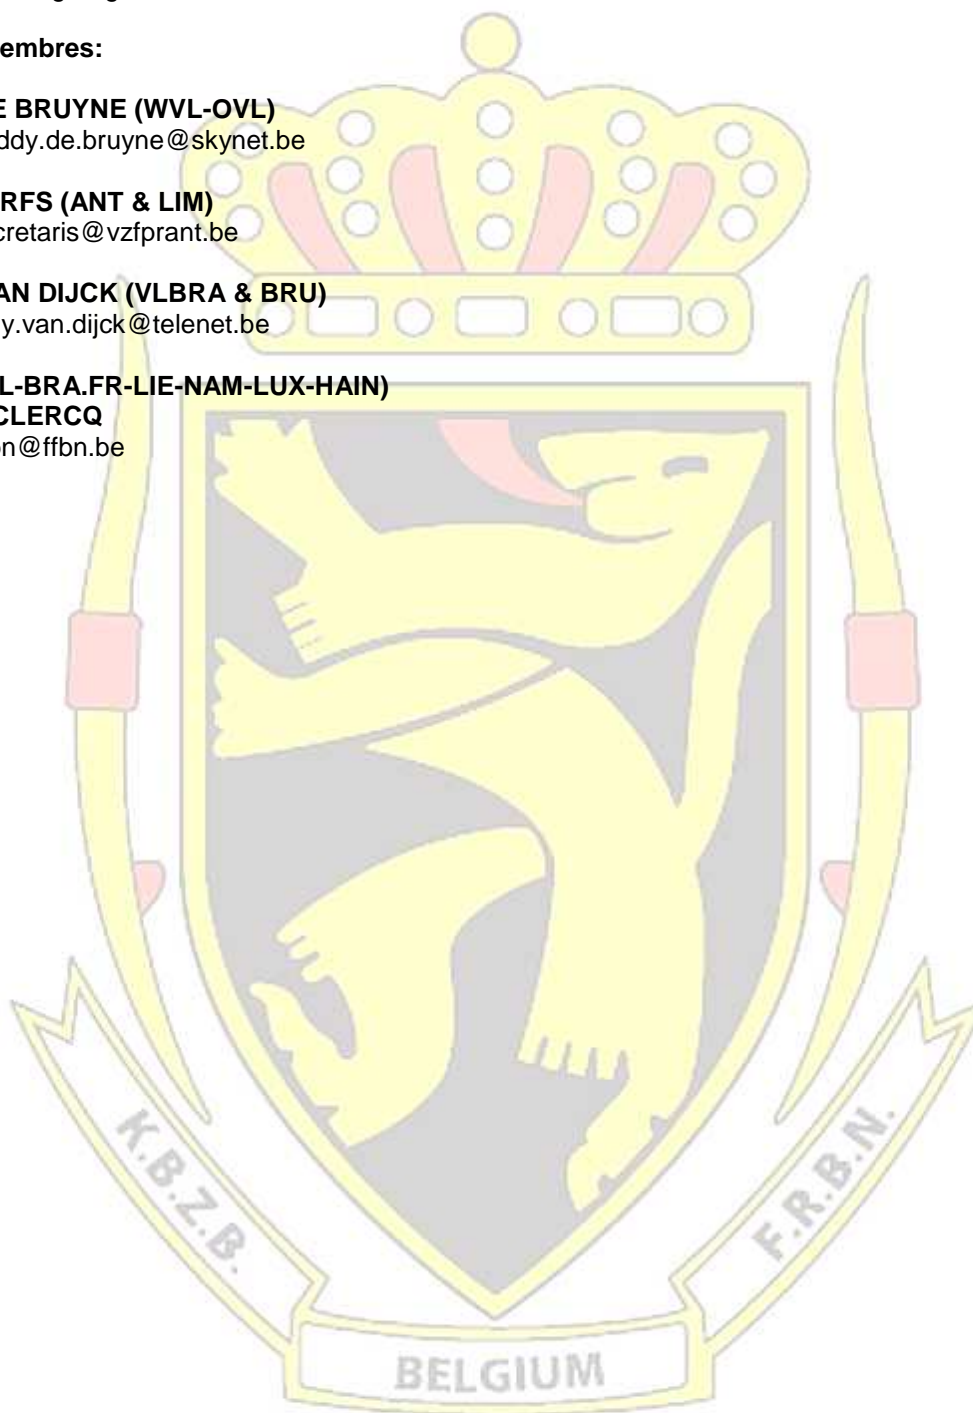 embres:
E BRUYNE (WVL-OVL)
ddy.de.bruyne@skynet.be
RFS (ANT & LIM)
cretaris@vzfprant.be
AN DIJCK (VLBRA & BRU)
y.van.dijck@telenet.be
L-BRA.FR-LIE-NAM-LUX-HAIN)
CLERCQ
on@ffbn.be
K.B.Z.B.
F.R.B.N.
BELGIUM